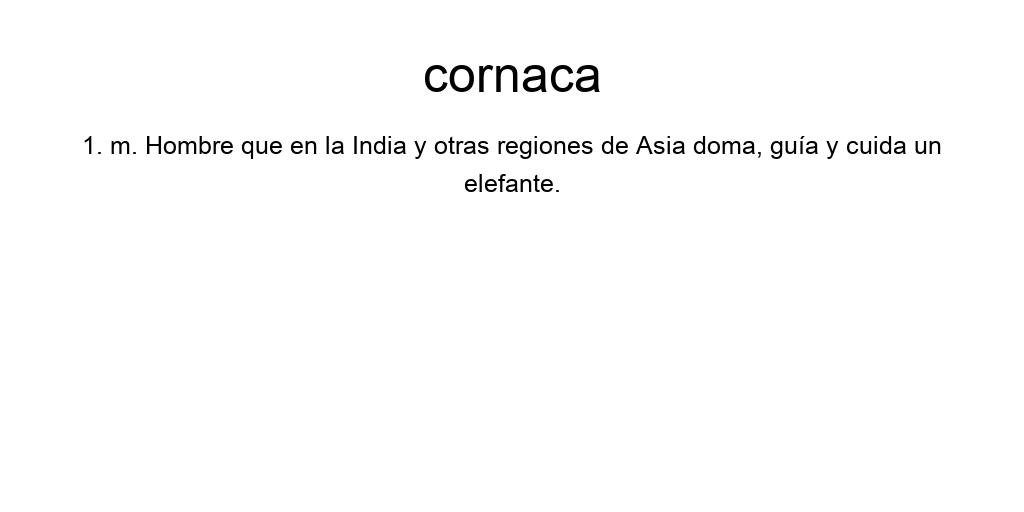 cornaca
1. m. Hombre que en la India y otras regiones de Asia doma, guía y cuida un
elefante.